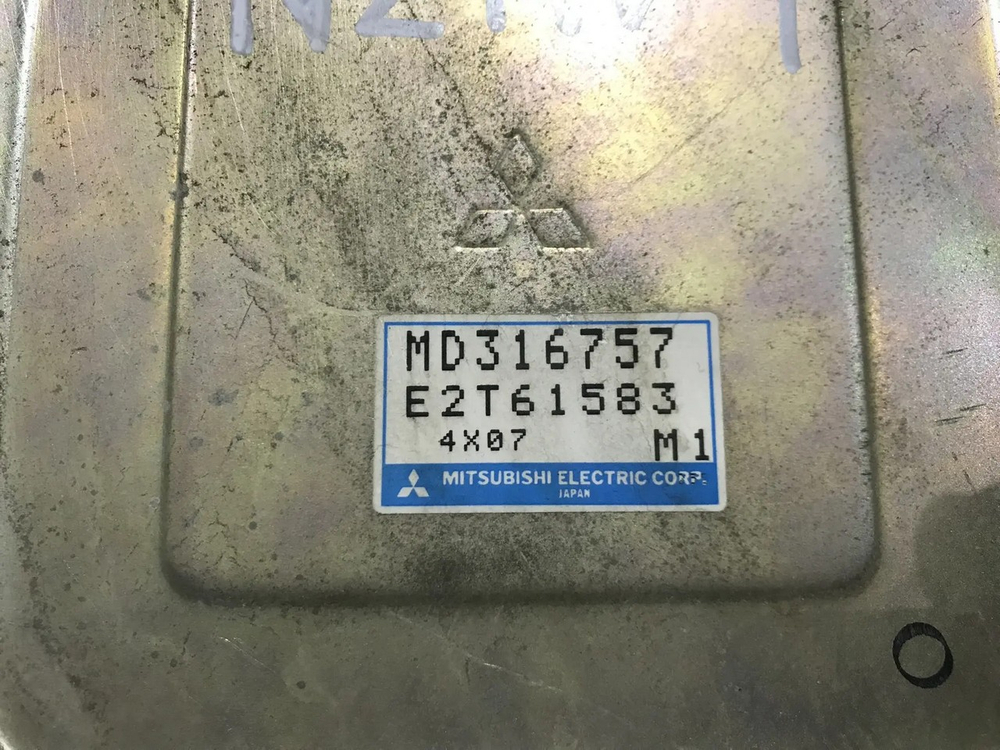 MD316757
E2T61583
4X07 M1
MITSUBISHI ELECTRIC CORP.
JAPAN